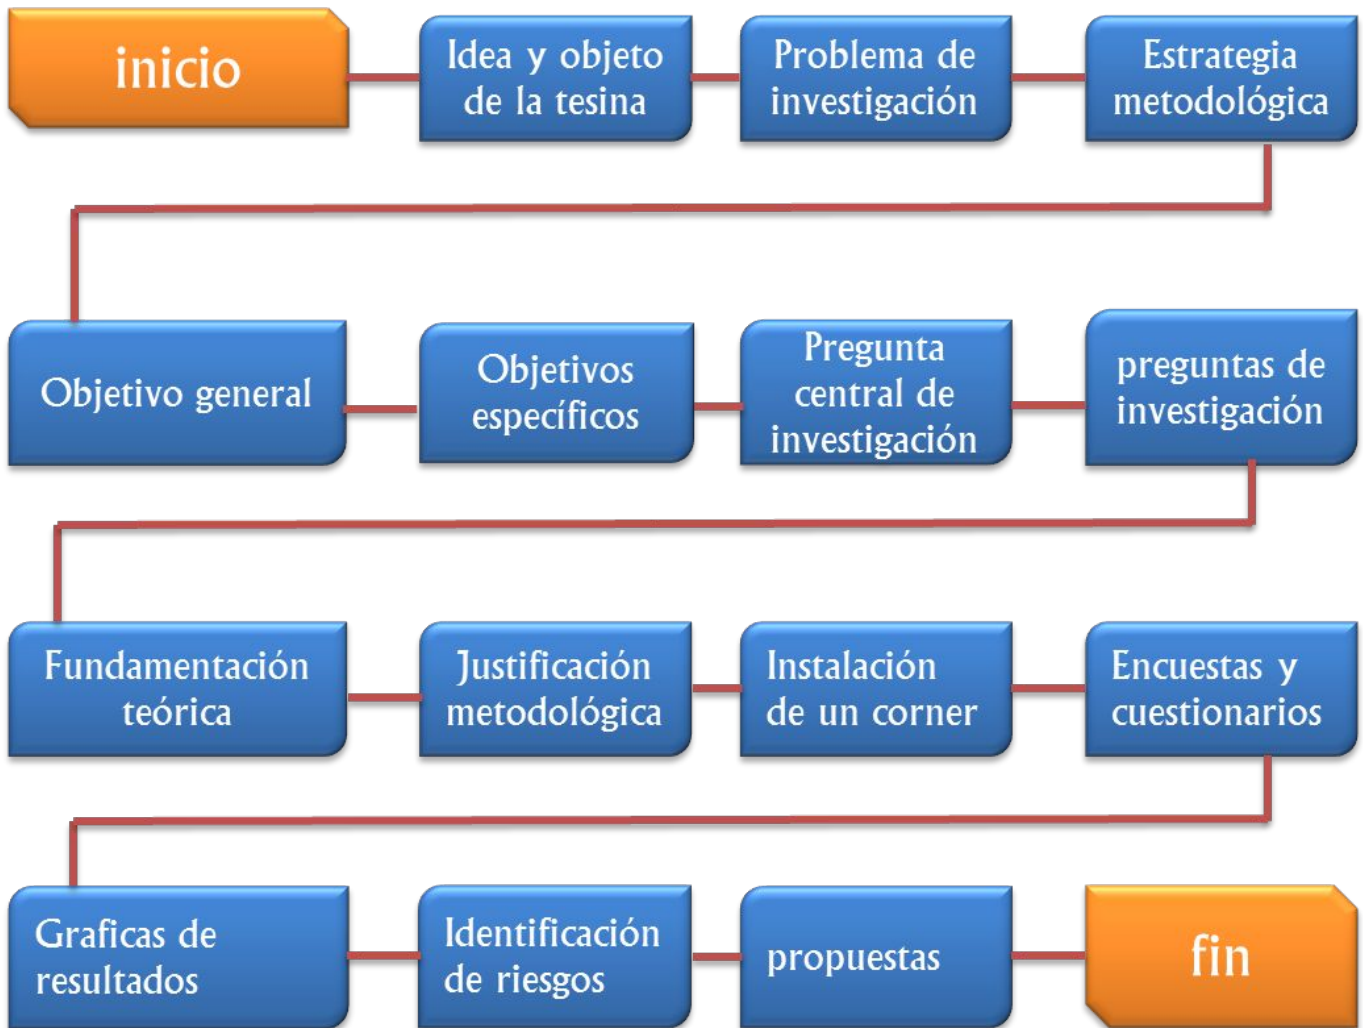 inicio
Idea y objeto
de la tesina
Problema de
investigación
Estrategia
metodológica
Objetivo general
Objetivos
específicos
Pregunta
central de
investigación
preguntas de
investigación
Fundamentación
teórica
Justificación
metodológica
Instalación
de un corner
Encuestas y
cuestionarios
Graficas de
resultados
Identificación
de riesgos
propuestas
fin